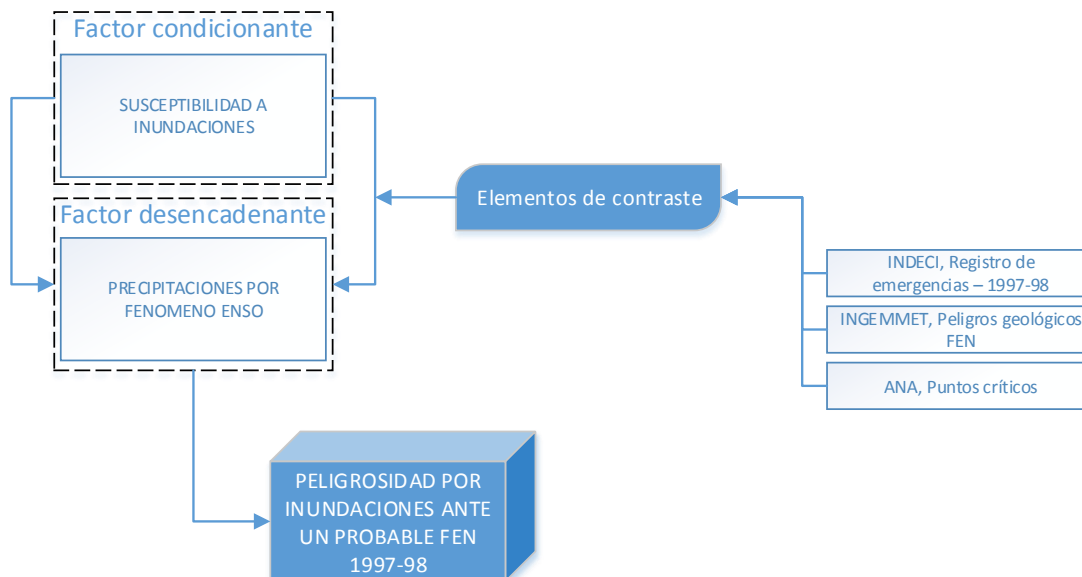 Factor condicionante
SUSCEPTIBILIDAD A
INUNDACIONES
Factor desencadenante
PRECIPITACIONES POR
FENOMENO ENSO
Elementos de contraste
INDECI, Registro de
emergencias – 1997-98
INGEMMET, Peligros geológicos
FEN
ANA, Puntos críticos
PELIGROSIDAD POR
INUNDACIONES ANTE
UN PROBABLE FEN
1997-98